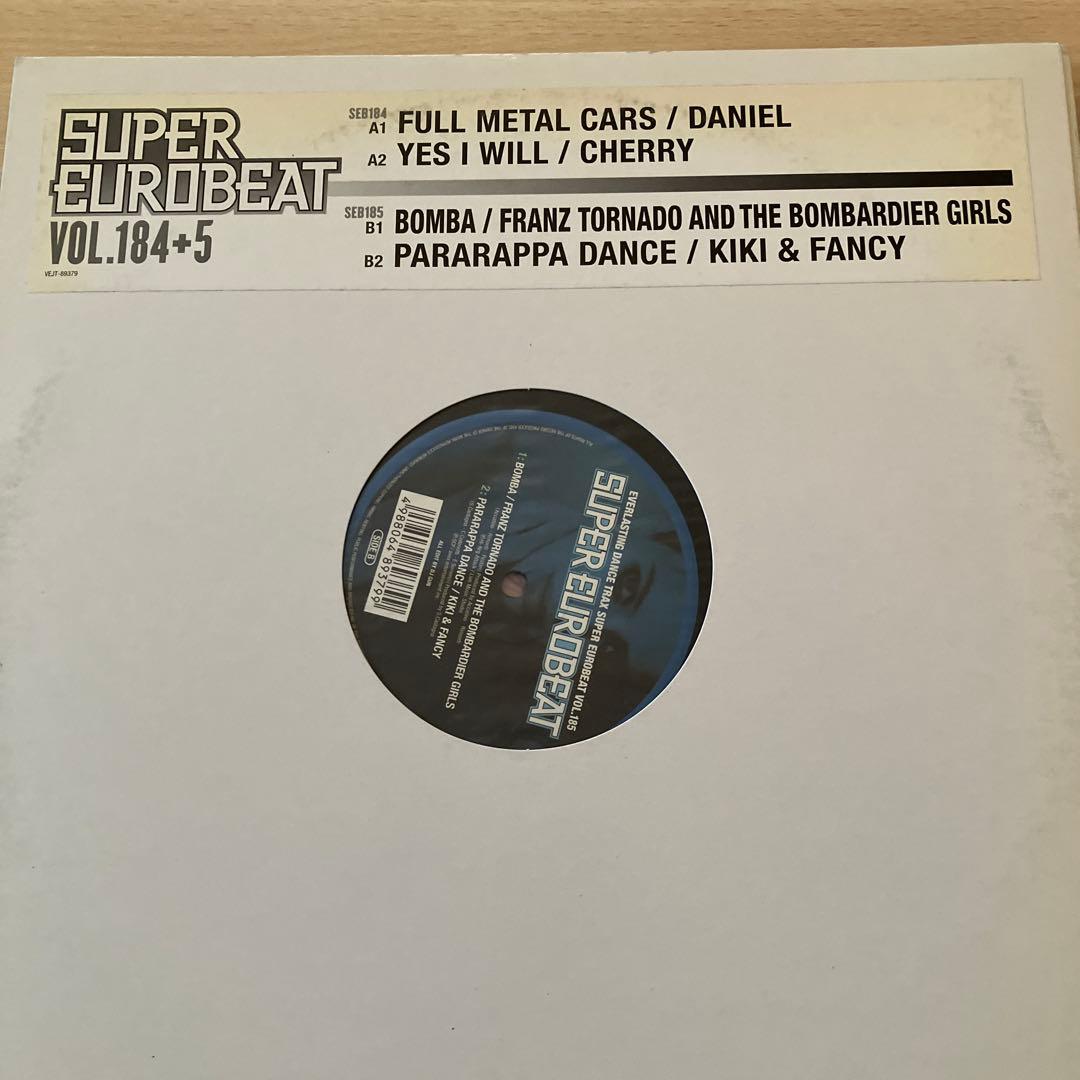 SUPER
EUROBEAT
VOL.184+5
VEJT-89379
SEB184
A1 FULL METAL CARS / DANIEL
A2 YES I WILL / CHERRY
SEB185
B1 BOMBA / FRANZ TORNADO AND THE BOMBARDIER GIRLS
B2 PARARAPPA DANCE / KIKI & FANCY
EVERLASTING DANCE TRAX SUPER EUROBEAT VOL.185
SUPER EUROBEAT
1: BOMBA / FRANZ TORNADO AND THE BOMBARDIER GIRLS
2: PARARAPPA DANCE / KIKI & FANCY
SIDE B
4988064 893799